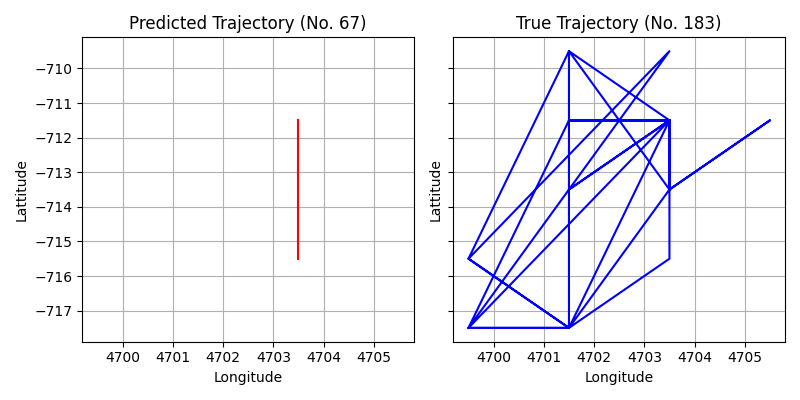 Predicted Trajectory (No. 67)
True Trajectory (No. 183)
−710
−711
−712
−713
−714
−715
−716
−717
Lattitude
Lattitude
4700 4701 4702 4703 4704 4705
4700 4701 4702 4703 4704 4705
Longitude
Longitude